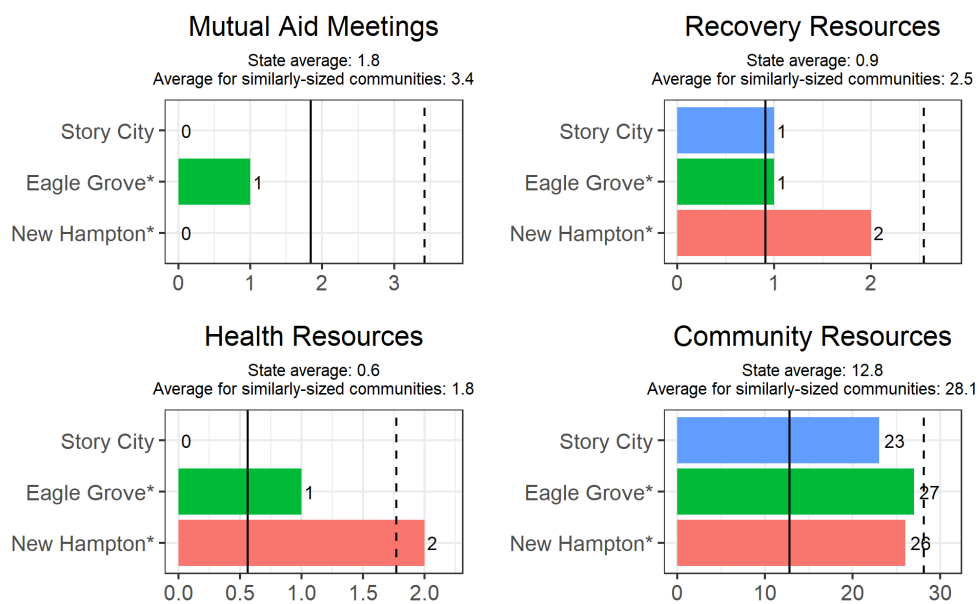 Mutual Aid Meetings
State average: 1.8
Average for similarly-sized communities: 3.4
Story City
0
Eagle Grove*
1
New Hampton*
0
0 1 2 3
Recovery Resources
State average: 0.9
Average for similarly-sized communities: 2.5
Story City
1
Eagle Grove*
1
New Hampton*
2
0 1 2
Health Resources
State average: 0.6
Average for similarly-sized communities: 1.8
Story City
0
Eagle Grove*
1
New Hampton*
2
0.0 0.5 1.0 1.5 2.0
Community Resources
State average: 12.8
Average for similarly-sized communities: 28.1
Story City
23
Eagle Grove*
27
New Hampton*
26
0 10 20 30